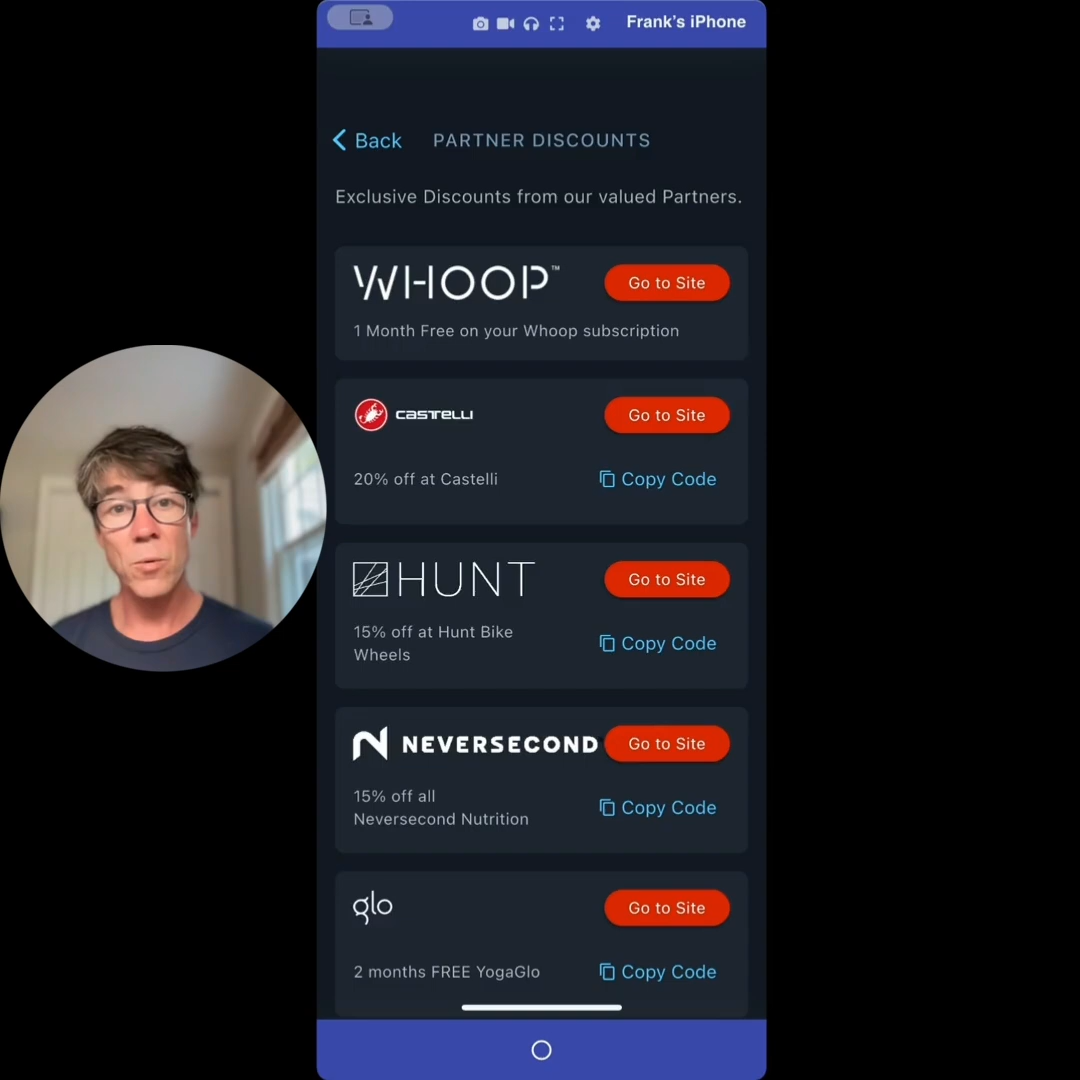 Frank's iPhone
Back
PARTNER DISCOUNTS
Exclusive Discounts from our valued Partners.
WHOOP™
Go to Site
1 Month Free on your Whoop subscription
CASTELLI
Go to Site
20% off at Castelli
Copy Code
HUNT
Go to Site
15% off at Hunt Bike
Wheels
Copy Code
NEVERSECOND
Go to Site
15% off all
Neversecond Nutrition
Copy Code
glo
Go to Site
2 months FREE YogaGlo
Copy Code